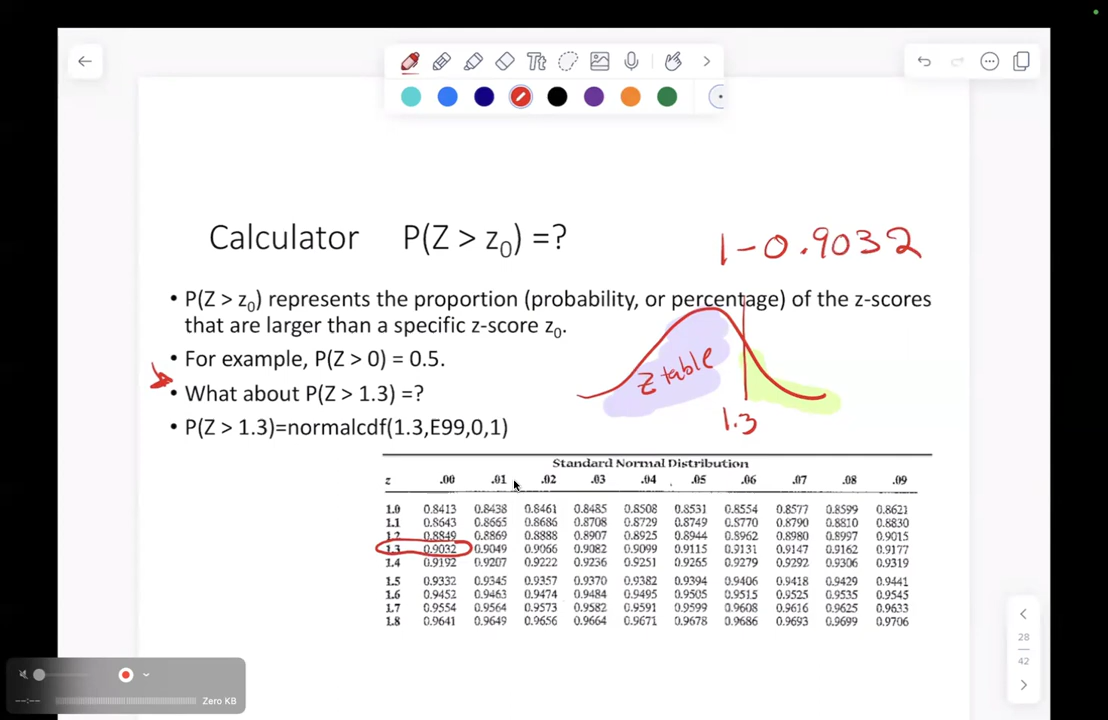 Tt
Calculator P(Z > z₀) =?
1-0.9032
• P(Z > z₀) represents the proportion (probability, or percentage) of the z-scores
that are larger than a specific z-score z₀.
• For example, P(Z > 0) = 0.5.
z table
• What about P(Z > 1.3) =?
1.3
• P(Z > 1.3)=normalcdf(1.3,E99,0,1)
Standard Normal Distribution
z .00 .01 .02 .03 .04 .05 .06 .07 .08 .09
1.0 0.8413 0.8438 0.8461 0.8485 0.8508 0.8531 0.8554 0.8577 0.8599 0.8621
1.1 0.8643 0.8665 0.8686 0.8708 0.8729 0.8749 0.8770 0.8790 0.8810 0.8830
1.2 0.8849 0.8869 0.8888 0.8907 0.8925 0.8944 0.8962 0.8980 0.8997 0.9015
1.3 0.9032 0.9049 0.9066 0.9082 0.9099 0.9115 0.9131 0.9147 0.9162 0.9177
1.4 0.9192 0.9207 0.9222 0.9236 0.9251 0.9265 0.9279 0.9292 0.9306 0.9319
1.5 0.9332 0.9345 0.9357 0.9370 0.9382 0.9394 0.9406 0.9418 0.9429 0.9441
1.6 0.9452 0.9463 0.9474 0.9484 0.9495 0.9505 0.9515 0.9525 0.9535 0.9545
1.7 0.9554 0.9564 0.9573 0.9582 0.9591 0.9599 0.9608 0.9616 0.9625 0.9633
1.8 0.9641 0.9649 0.9656 0.9664 0.9671 0.9678 0.9686 0.9693 0.9699 0.9706
28
42
--:-- Zero KB